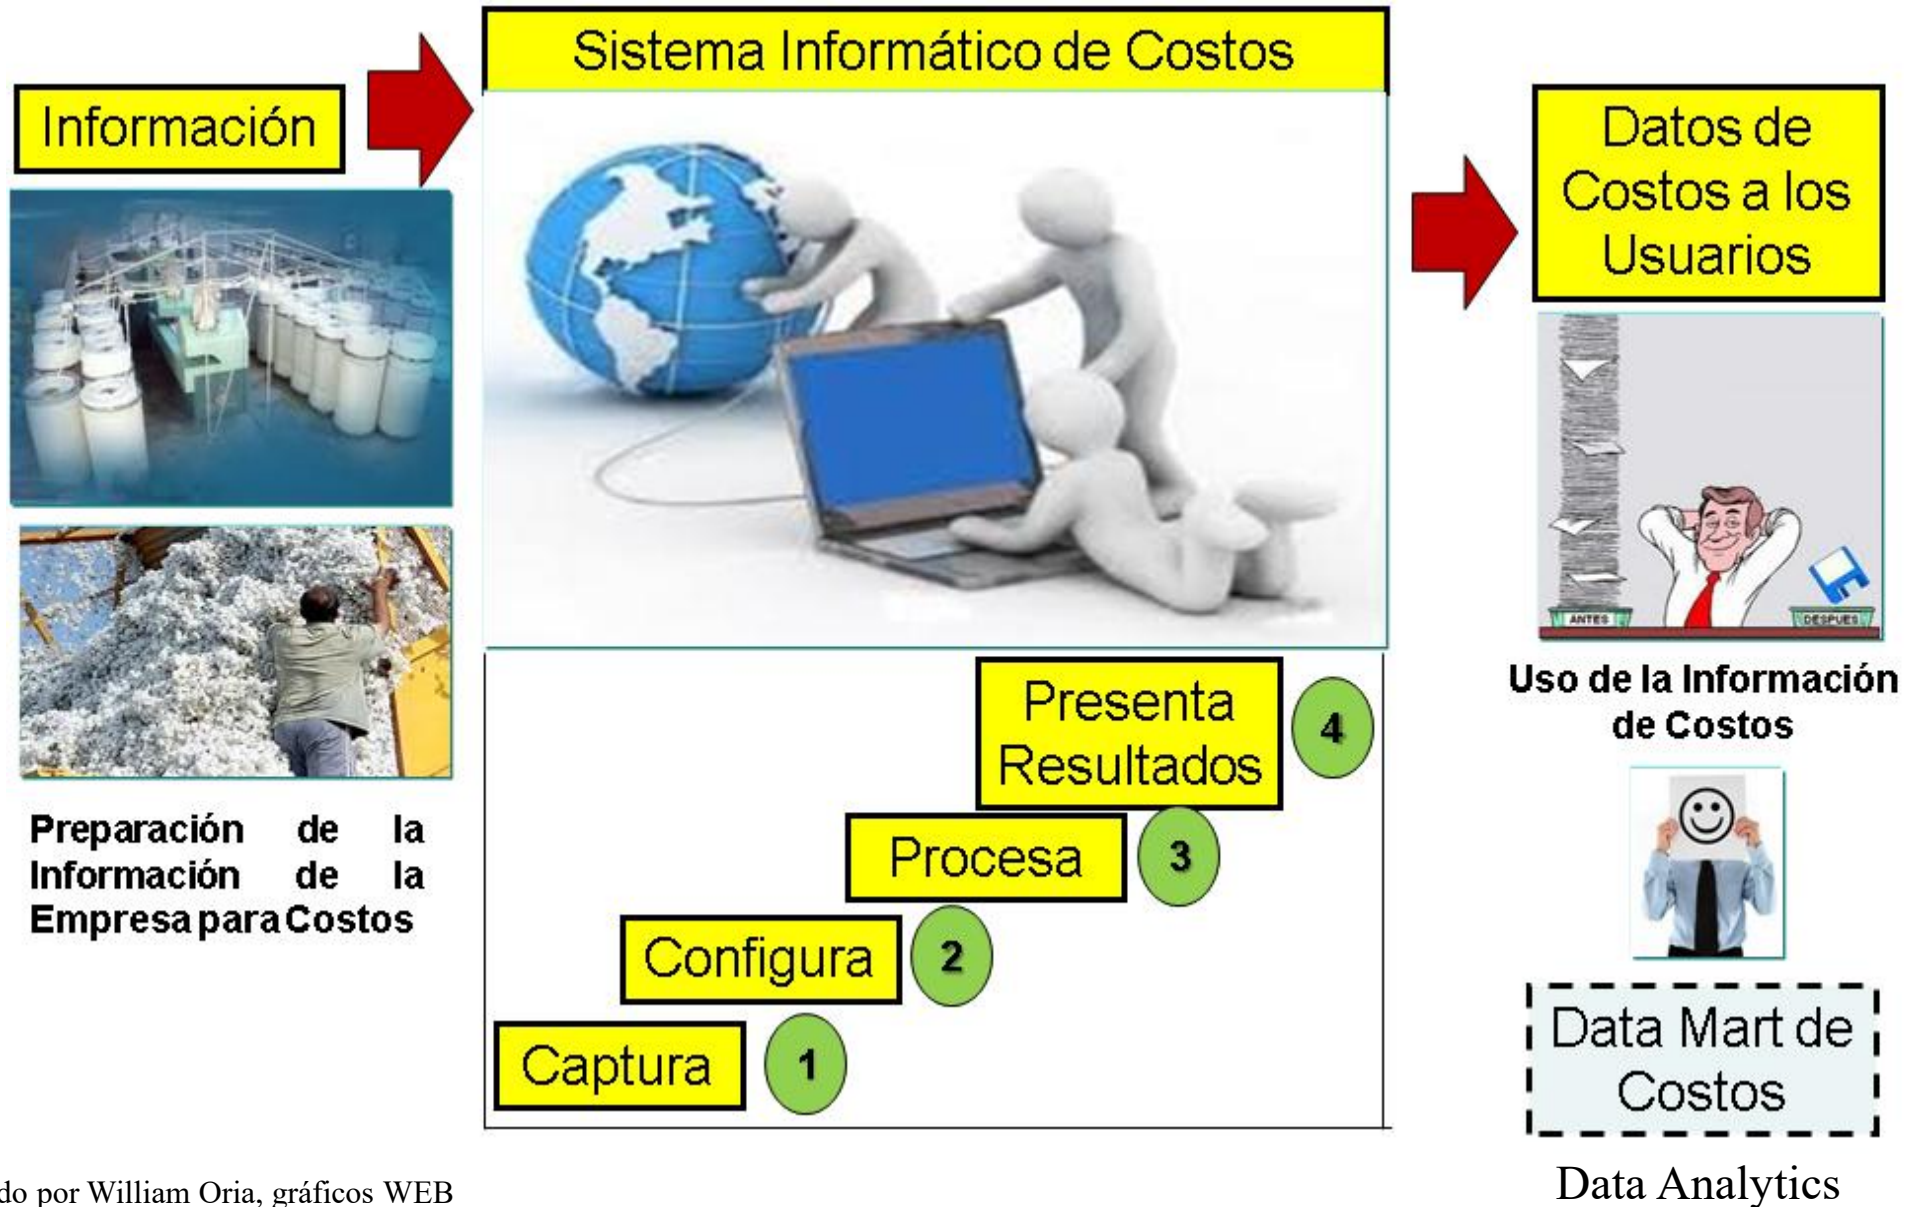 Sistema Informático de Costos
Información
Datos de
Costos a los
Usuarios
ANTES
DESPUES
Uso de la Información
de Costos
Preparación de la
Información de la
Empresa para Costos
Presenta
Resultados
4
Procesa
3
Configura
2
Captura
1
Data Mart de
Costos
Data Analytics
do por William Oria, gráficos WEB